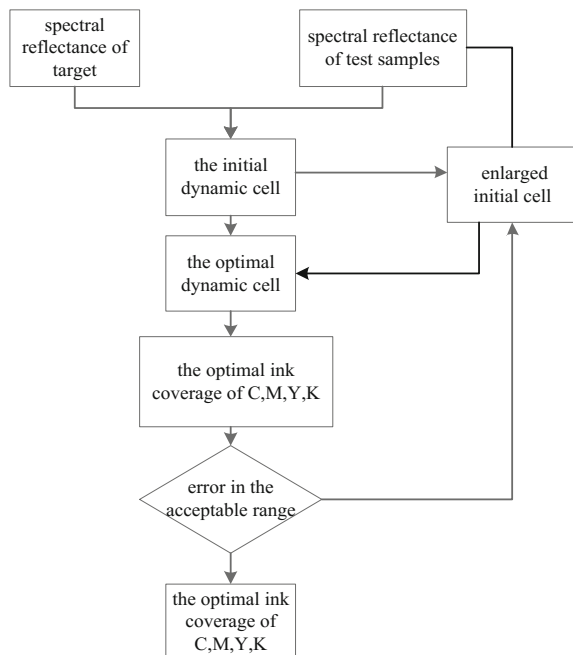 spectral
reflectance of
target
spectral reflectance
of test samples
the initial
dynamic cell
enlarged
initial cell
the optimal
dynamic cell
the optimal ink
coverage of C,M,Y,K
error in the
acceptable range
the optimal ink
coverage of
C,M,Y,K